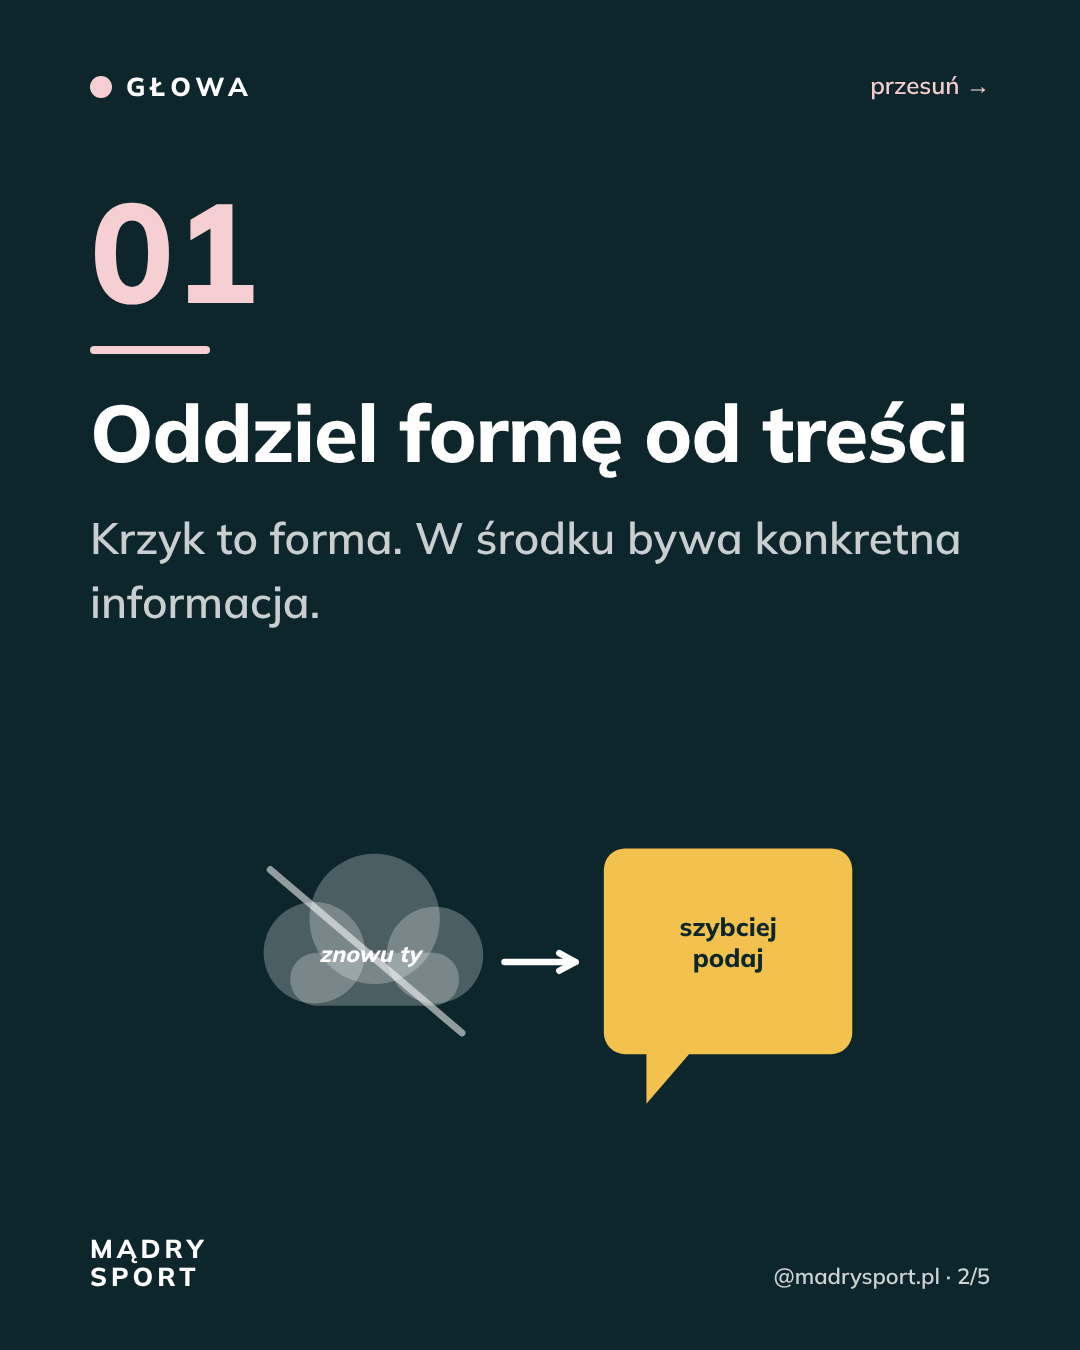 GŁOWA
przesuń →
01
Oddziel formę od treści
Krzyk to forma. W środku bywa konkretna
informacja.
znowu ty
szybciej
podaj
MĄDRY
SPORT
@madrysport.pl · 2/5